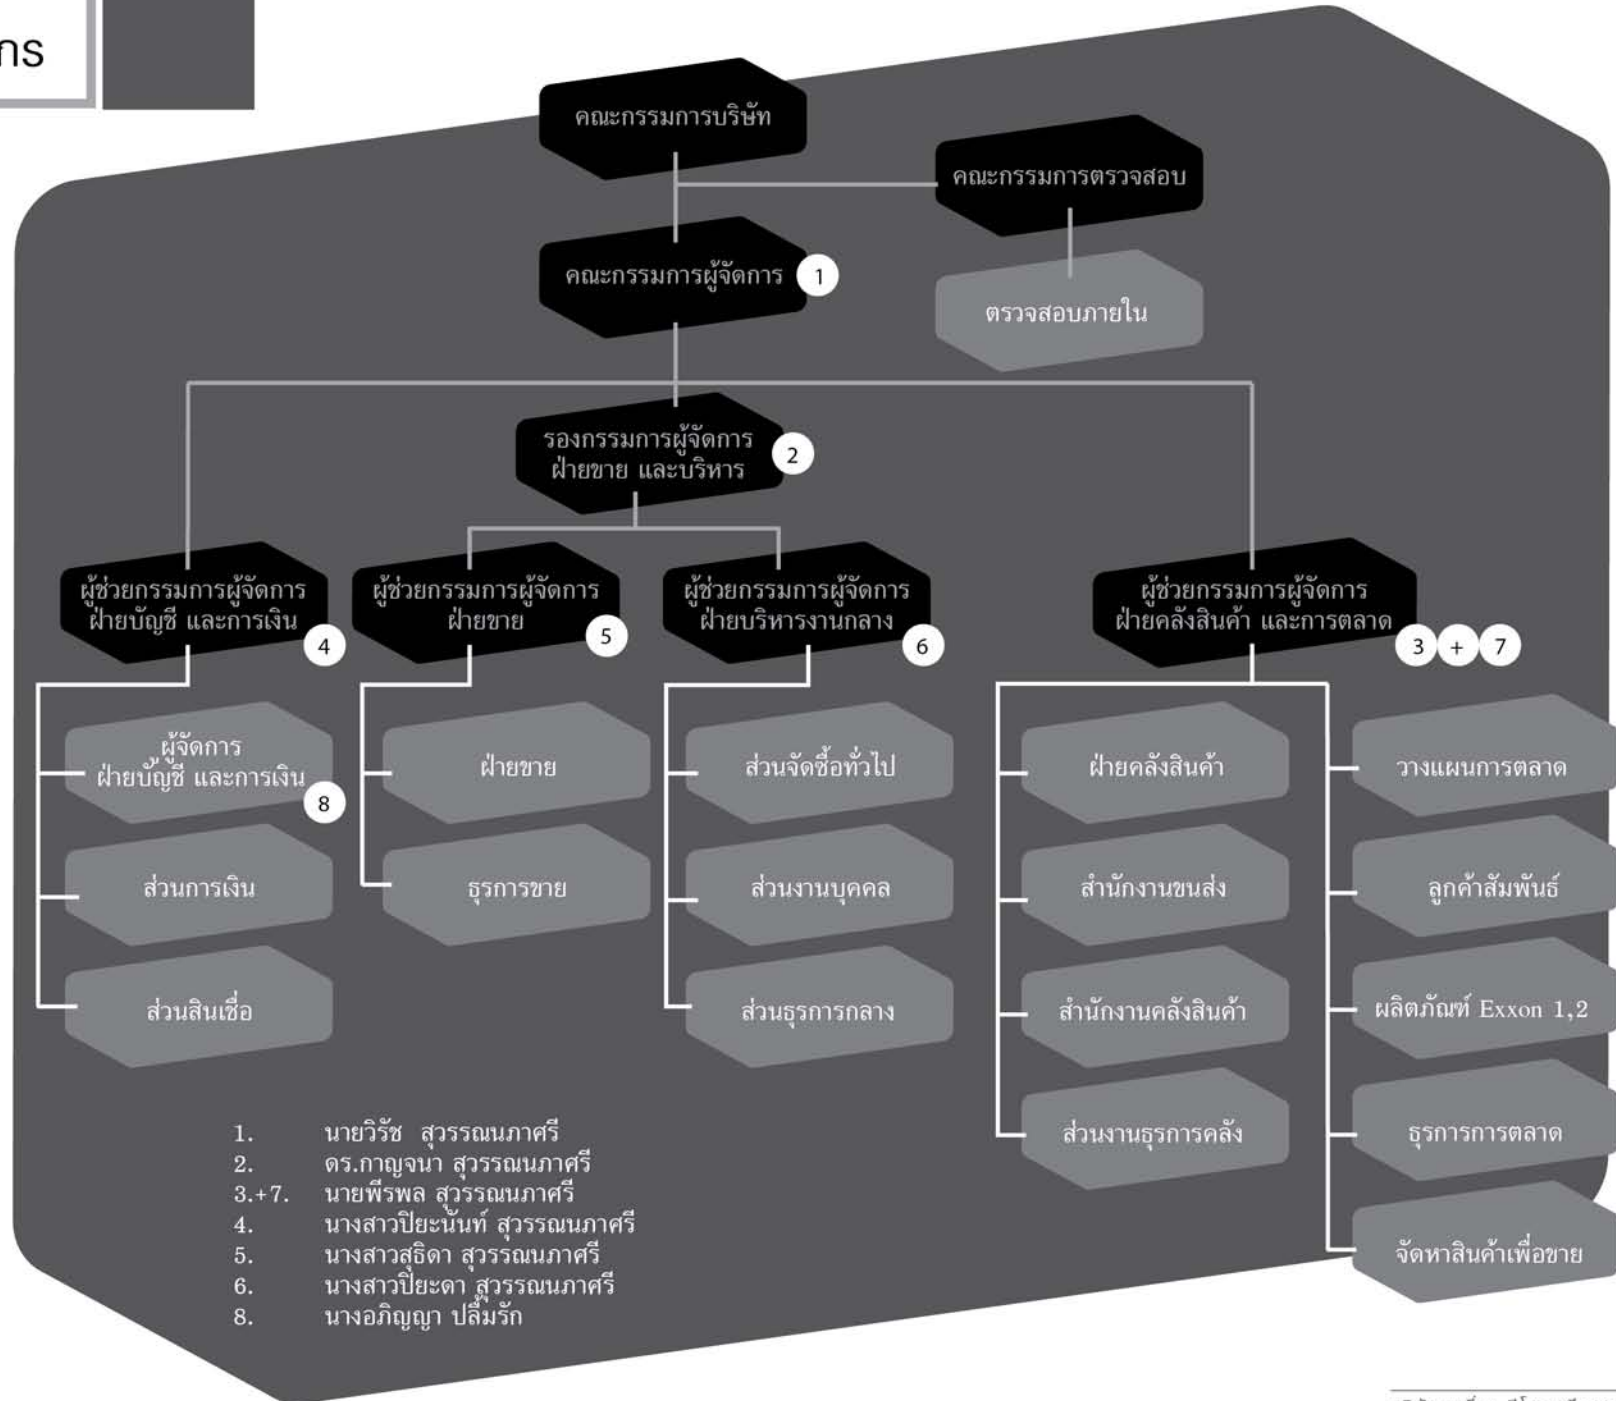 คณะกรรมการบริษัท
คณะกรรมการตรวจสอบ
คณะกรรมการผู้จัดการ
1
ตรวจสอบภายใน
รองกรรมการผู้จัดการ
ฝ่ายขาย และบริหาร
2
ผู้ช่วยกรรมการผู้จัดการ
ฝ่ายบัญชี และการเงิน
4
ผู้ช่วยกรรมการผู้จัดการ
ฝ่ายขาย
5
ผู้ช่วยกรรมการผู้จัดการ
ฝ่ายบริหารงานกลาง
6
ผู้ช่วยกรรมการผู้จัดการ
ฝ่ายคลังสินค้า และการตลาด
3 + 7
ผู้จัดการ
ฝ่ายบัญชี และการเงิน
8
ส่วนการเงิน
ส่วนสินเชื่อ
ฝ่ายขาย
ธุรการขาย
ส่วนจัดซื้อทั่วไป
ส่วนงานบุคคล
ส่วนธุรการกลาง
ฝ่ายคลังสินค้า
สำนักงานขนส่ง
สำนักงานคลังสินค้า
ส่วนงานธุรการคลัง
วางแผนการตลาด
ลูกค้าสัมพันธ์
ผลิตภัณฑ์ Exxon 1,2
ธุรการการตลาด
จัดหาสินค้าเพื่อขาย
1. นายวิรัช สุวรรณนภาศรี
2. ดร.กาญจนา สุวรรณนภาศรี
3.+7. นายพีรพล สุวรรณนภาศรี
4. นางสาวปิยะนันท์ สุวรรณนภาศรี
5. นางสาวสุธิดา สุวรรณนภาศรี
6. นางสาวปิยะดา สุวรรณนภาศรี
8. นางอภิญญา ปลื้มรัก